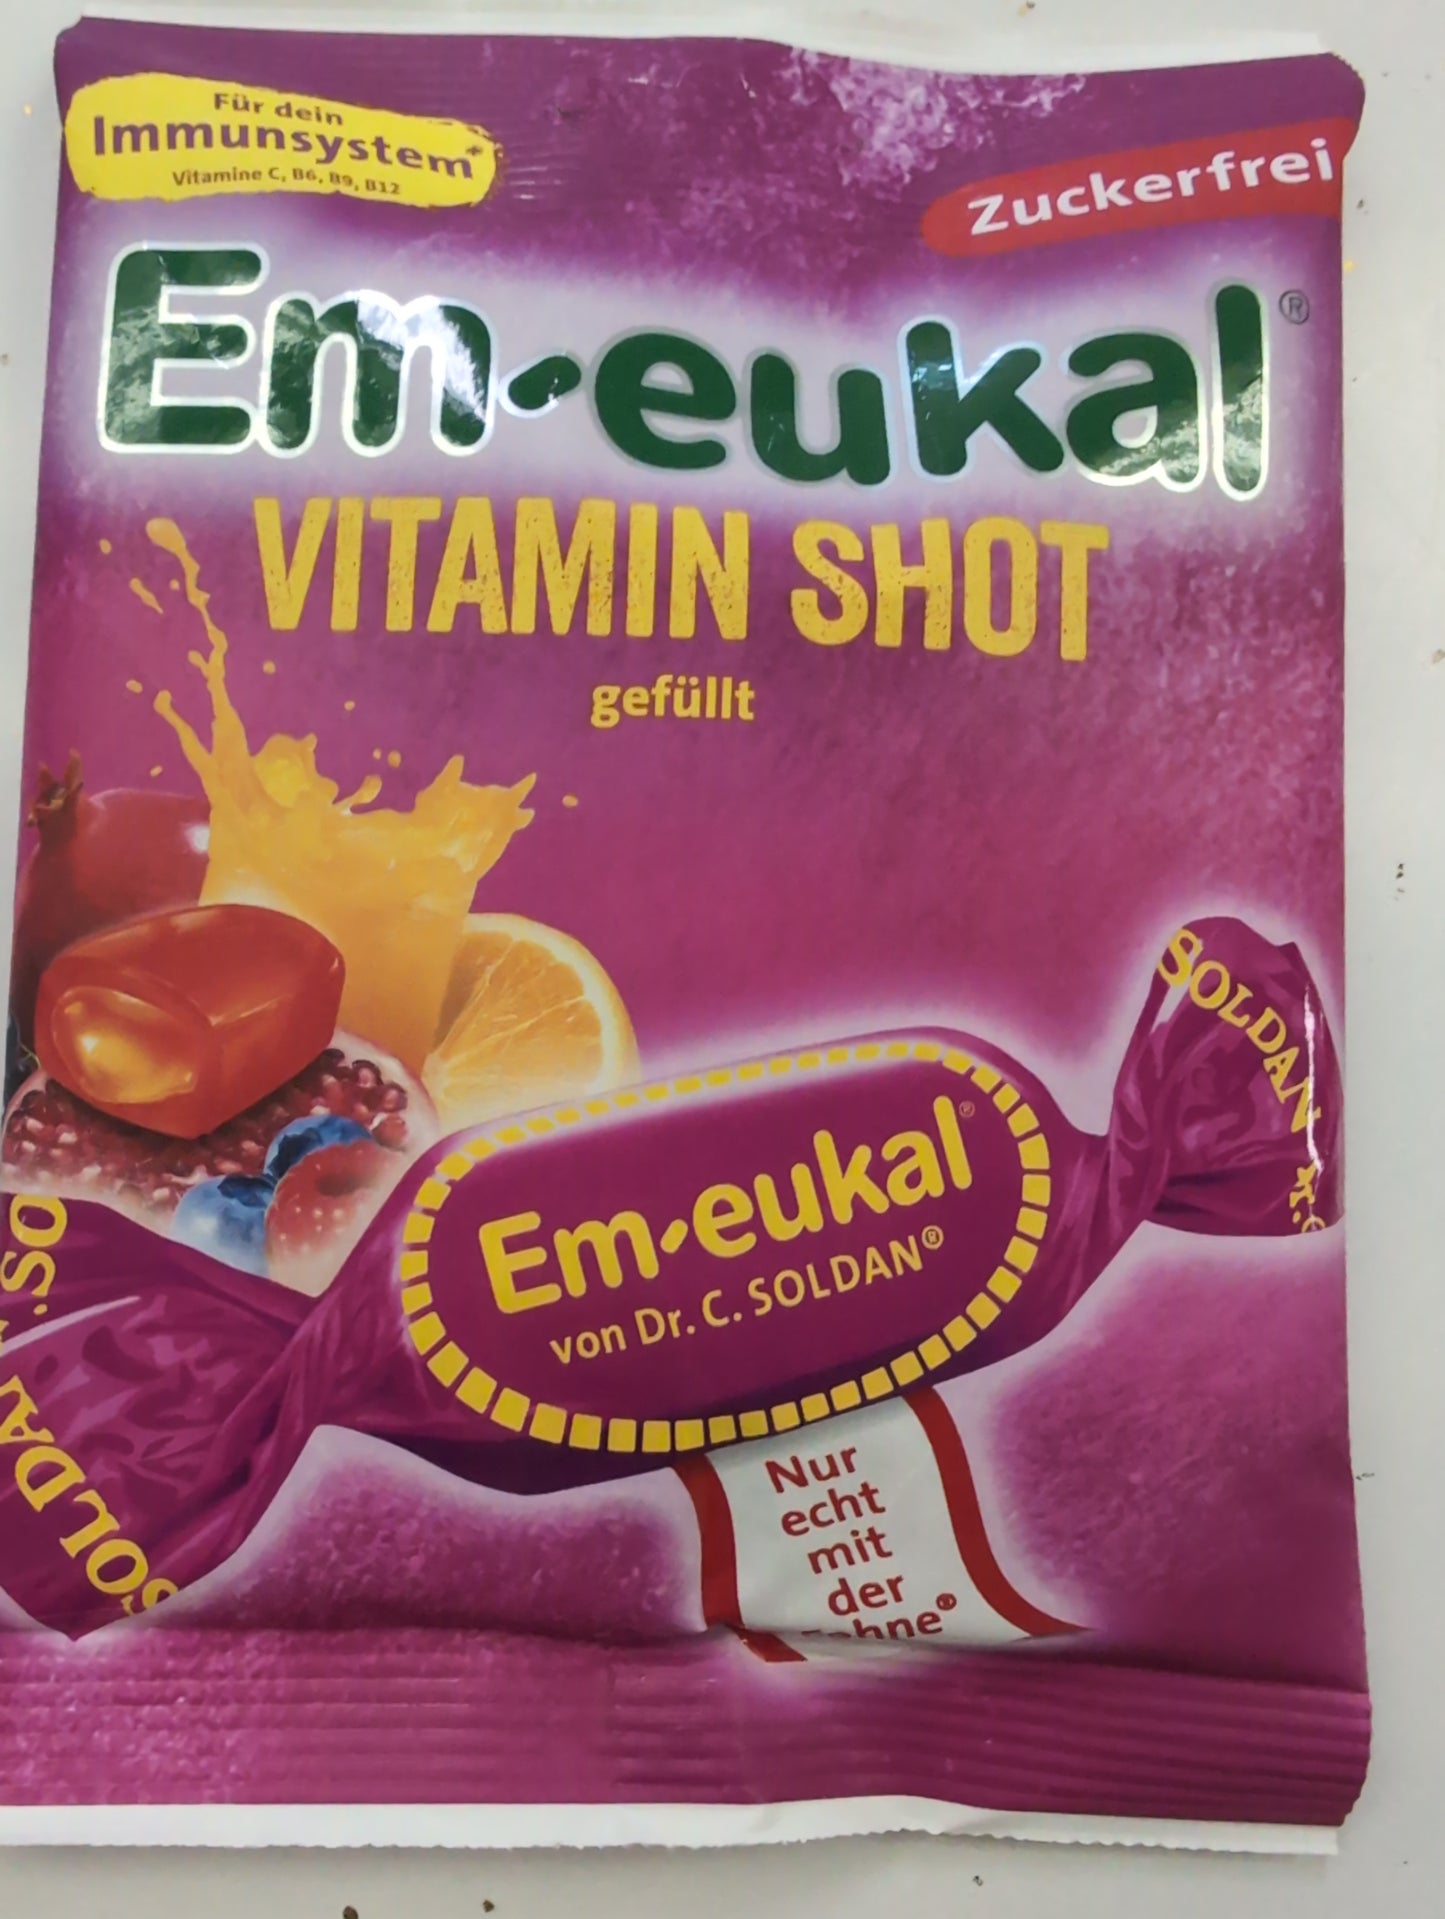 Für dein
Immunsystem*
Vitamine C, B6, B9, B12
Zuckerfrei
Em-eukal®
VITAMIN SHOT
gefüllt
SOLDAN
Em-eukal®
von Dr. C. SOLDAN®
SOLDAN
Nur
echt
mit
der